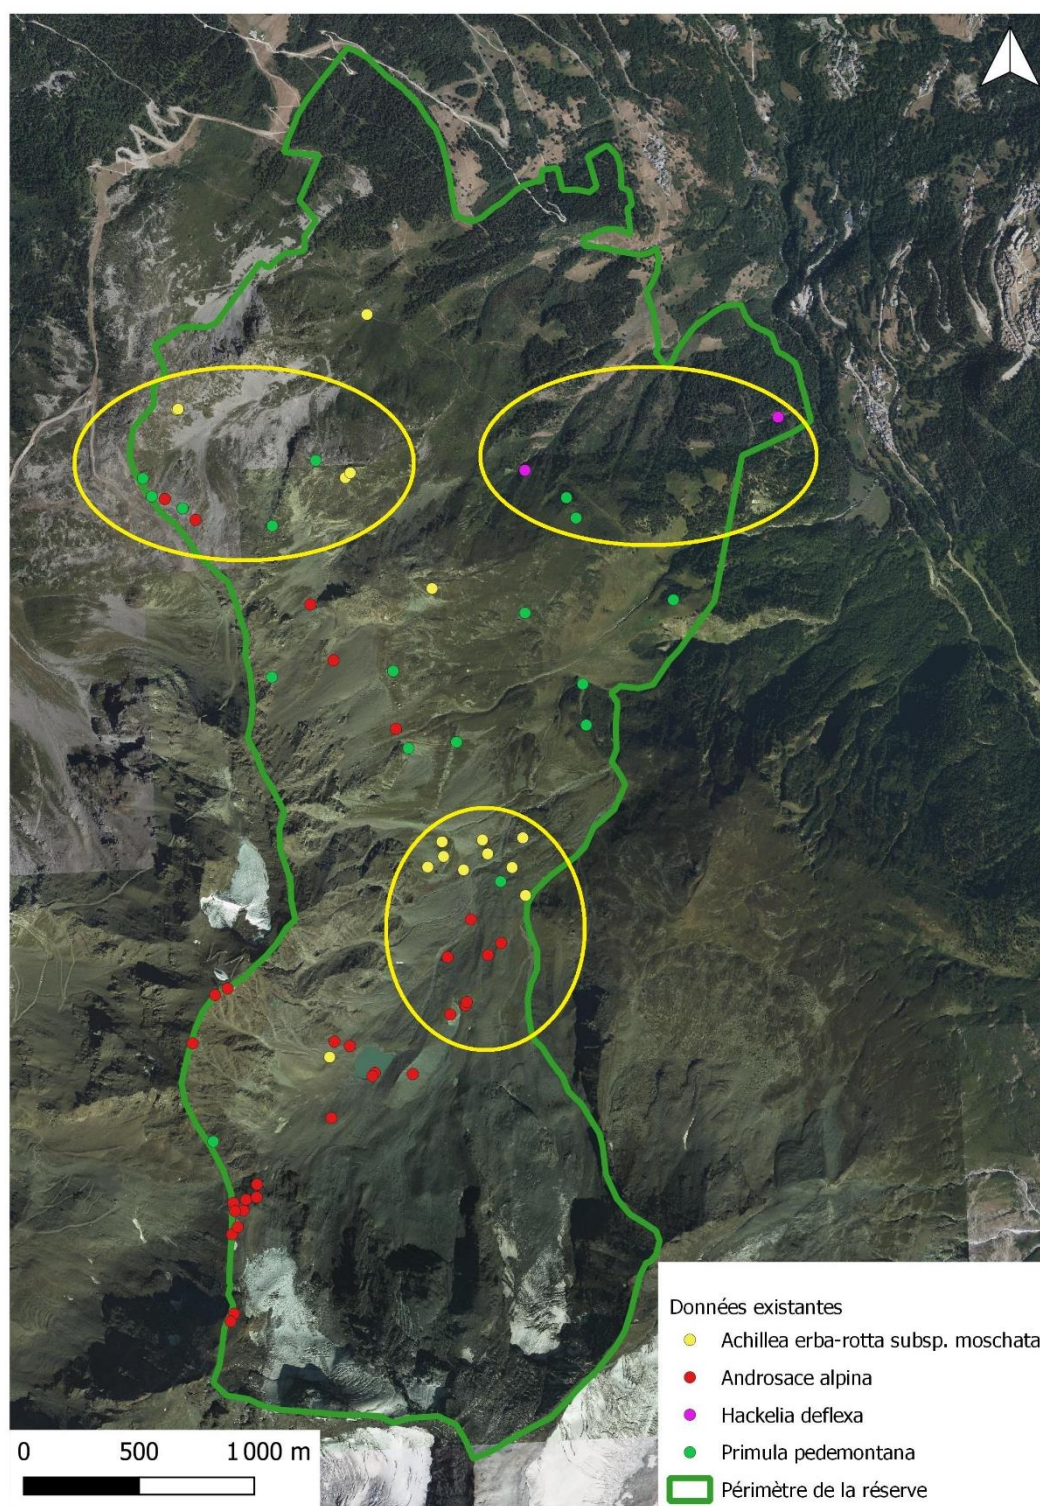 Données existantes
Achillea erba-rotta subsp. moschata
Androsace alpina
Hackelia deflexa
Primula pedemontana
Périmètre de la réserve
0 500 1 000 m